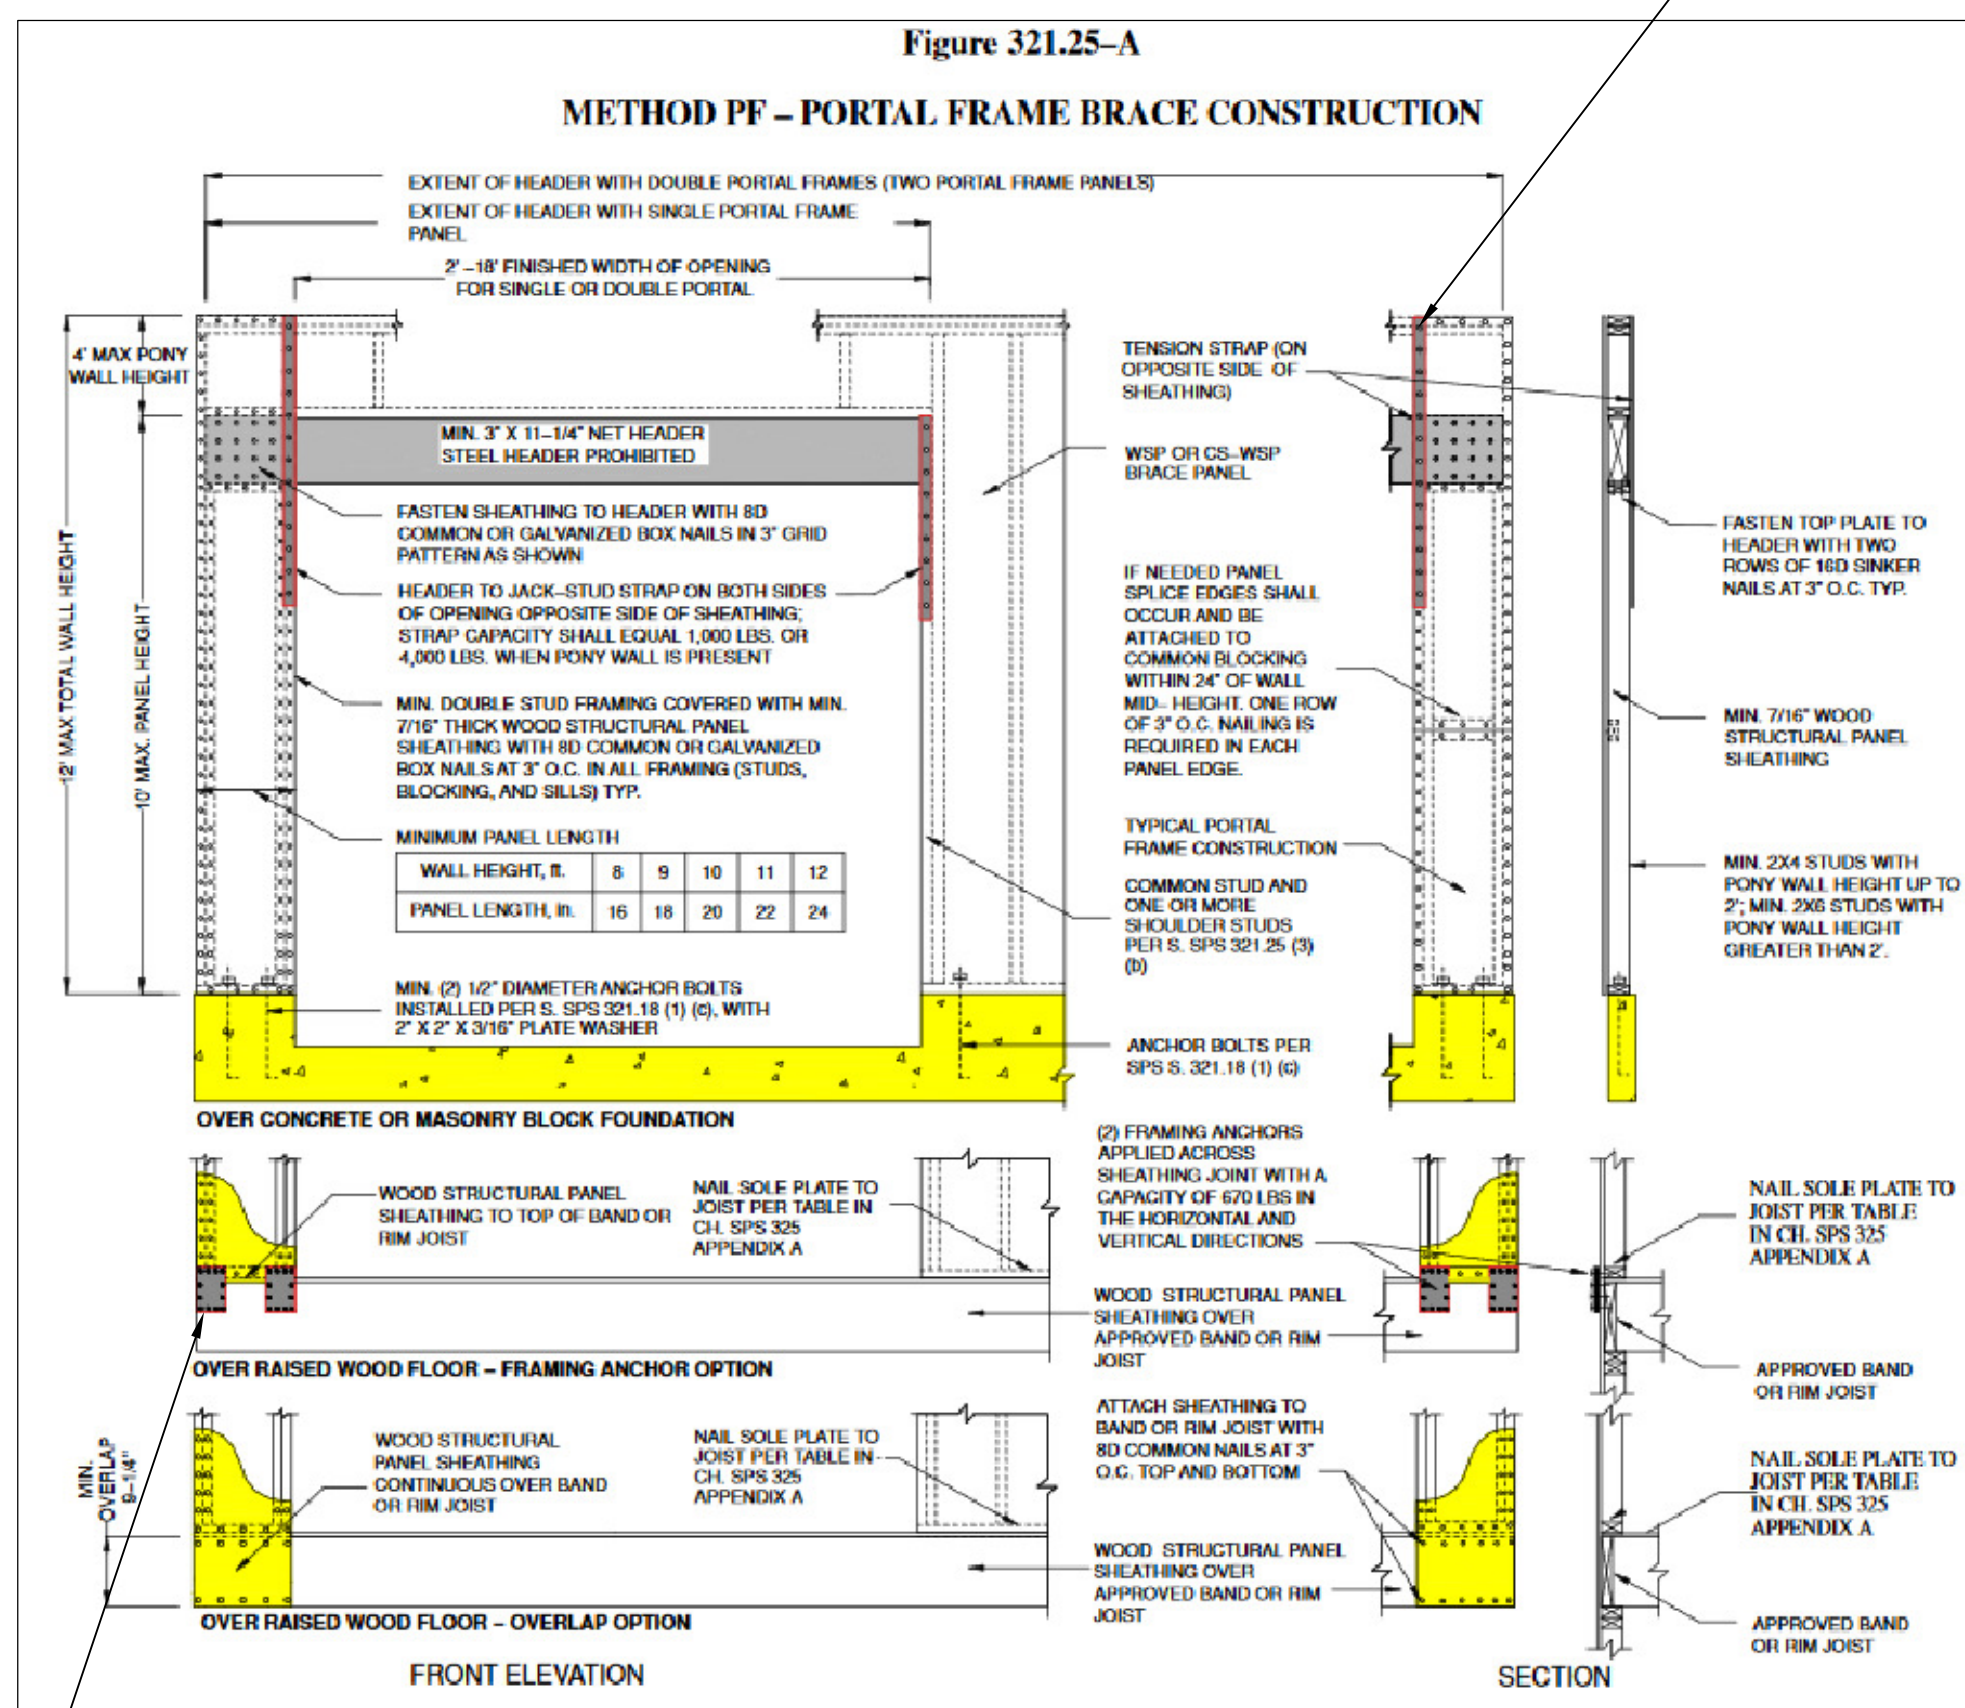 Figure 321.25–A
METHOD PF – PORTAL FRAME BRACE CONSTRUCTION
EXTENT OF HEADER WITH DOUBLE PORTAL FRAMES (TWO PORTAL FRAME PANELS)
EXTENT OF HEADER WITH SINGLE PORTAL FRAME
PANEL
2' –18' FINISHED WIDTH OF OPENING
FOR SINGLE OR DOUBLE PORTAL
4' MAX PONY
WALL HEIGHT
12' MAX TOTAL WALL HEIGHT
10' MAX. PANEL HEIGHT
MIN. 3" X 11–1/4" NET HEADER
STEEL HEADER PROHIBITED
FASTEN SHEATHING TO HEADER WITH 8D
COMMON OR GALVANIZED BOX NAILS IN 3" GRID
PATTERN AS SHOWN
HEADER TO JACK–STUD STRAP ON BOTH SIDES
OF OPENING OPPOSITE SIDE OF SHEATHING;
STRAP CAPACITY SHALL EQUAL 1,000 LBS. OR
4,000 LBS. WHEN PONY WALL IS PRESENT
MIN. DOUBLE STUD FRAMING COVERED WITH MIN.
7/16" THICK WOOD STRUCTURAL PANEL
SHEATHING WITH 8D COMMON OR GALVANIZED
BOX NAILS AT 3" O.C. IN ALL FRAMING (STUDS,
BLOCKING, AND SILLS) TYP.
MINIMUM PANEL LENGTH
WALL HEIGHT, ft. 8 9 10 11 12
PANEL LENGTH, in. 16 18 20 22 24
MIN. (2) 1/2" DIAMETER ANCHOR BOLTS
INSTALLED PER S. SPS 321.18 (1) (c), WITH
2" X 2" X 3/16" PLATE WASHER
TENSION STRAP (ON
OPPOSITE SIDE OF
SHEATHING)
WSP OR CS–WSP
BRACE PANEL
IF NEEDED PANEL
SPLICE EDGES SHALL
OCCUR AND BE
ATTACHED TO
COMMON BLOCKING
WITHIN 24" OF WALL
MID– HEIGHT. ONE ROW
OF 3" O.C. NAILING IS
REQUIRED IN EACH
PANEL EDGE.
TYPICAL PORTAL
FRAME CONSTRUCTION
COMMON STUD AND
ONE OR MORE
SHOULDER STUDS
PER S. SPS 321.25 (3)
(b)
ANCHOR BOLTS PER
SPS S. 321.18 (1) (c)
FASTEN TOP PLATE TO
HEADER WITH TWO
ROWS OF 16D SINKER
NAILS AT 3" O.C. TYP.
MIN. 7/16" WOOD
STRUCTURAL PANEL
SHEATHING
MIN. 2X4 STUDS WITH
PONY WALL HEIGHT UP TO
2'; MIN. 2X6 STUDS WITH
PONY WALL HEIGHT
GREATER THAN 2'.
OVER CONCRETE OR MASONRY BLOCK FOUNDATION
WOOD STRUCTURAL PANEL
SHEATHING TO TOP OF BAND OR
RIM JOIST
NAIL SOLE PLATE TO
JOIST PER TABLE IN
CH. SPS 325
APPENDIX A
(2) FRAMING ANCHORS
APPLIED ACROSS
SHEATHING JOINT WITH A
CAPACITY OF 670 LBS IN
THE HORIZONTAL AND
VERTICAL DIRECTIONS
WOOD STRUCTURAL PANEL
SHEATHING OVER
APPROVED BAND OR RIM
JOIST
NAIL SOLE PLATE TO
JOIST PER TABLE
IN CH. SPS 325
APPENDIX A
APPROVED BAND
OR RIM JOIST
OVER RAISED WOOD FLOOR – FRAMING ANCHOR OPTION
MIN.
OVERLAP
9–1/4"
WOOD STRUCTURAL
PANEL SHEATHING
CONTINUOUS OVER BAND
OR RIM JOIST
NAIL SOLE PLATE TO
JOIST PER TABLE IN
CH. SPS 325
APPENDIX A
ATTACH SHEATHING TO
BAND OR RIM JOIST WITH
8D COMMON NAILS AT 3"
O.C. TOP AND BOTTOM
WOOD STRUCTURAL PANEL
SHEATHING OVER
APPROVED BAND OR RIM
JOIST
NAIL SOLE PLATE TO
JOIST PER TABLE
IN CH. SPS 325
APPENDIX A
APPROVED BAND
OR RIM JOIST
OVER RAISED WOOD FLOOR – OVERLAP OPTION
FRONT ELEVATION
SECTION